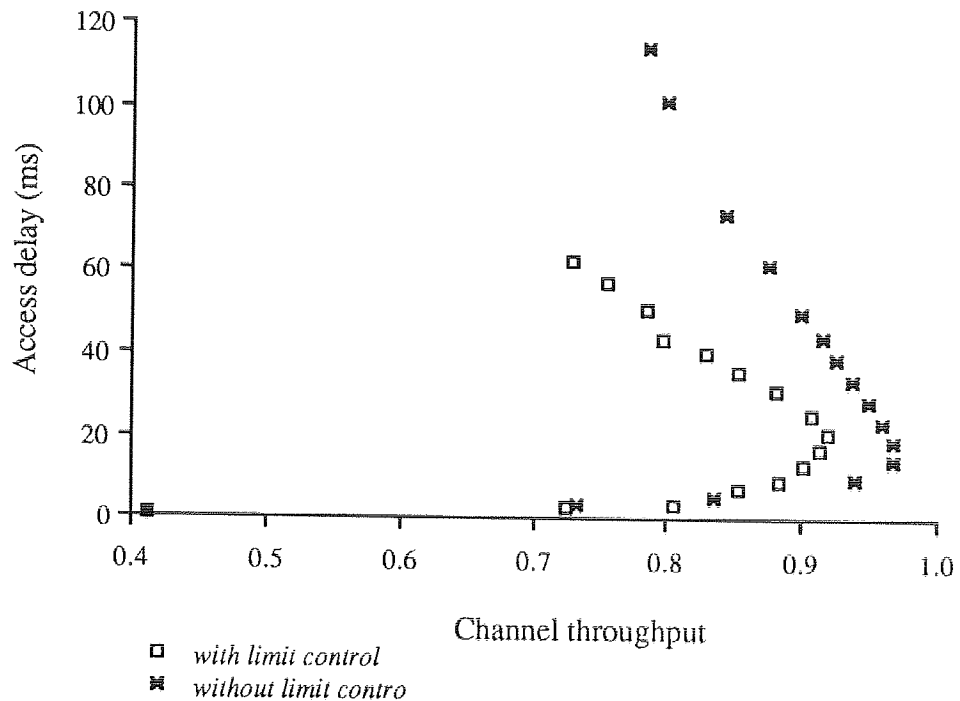 120
100
80
60
40
20
0
Access delay (ms)
0.4 0.5 0.6 0.7 0.8 0.9 1.0
Channel throughput
with limit control
without limit contro